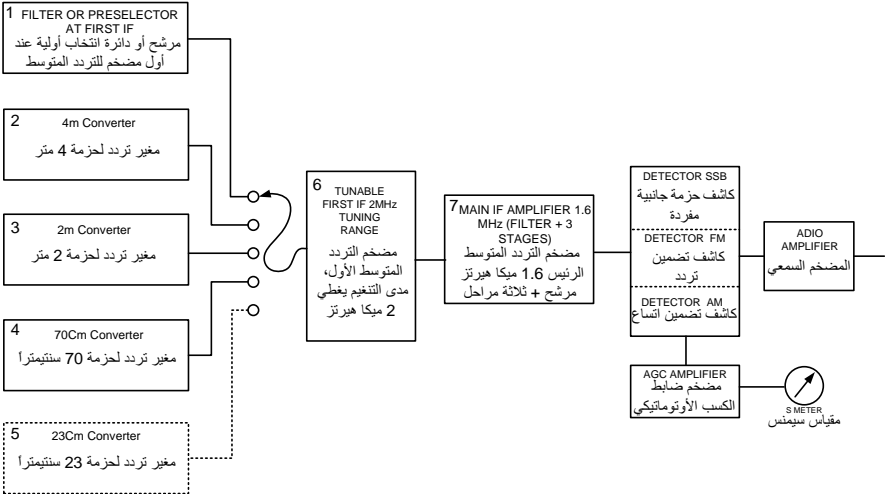 1 FILTER OR PRESELECTOR
AT FIRST IF
مرشح أو دائرة انتخاب أولية عند
أول مضخم للتردد المتوسط
2 4m Converter
مغير تردد لحزمة 4 متر
3 2m Converter
مغير تردد لحزمة 2 متر
4 70Cm Converter
مغير تردد لحزمة 70 سنتيمتراً
5 23Cm Converter
مغير تردد لحزمة 23 سنتيمتراً
6 TUNABLE
FIRST IF 2MHz
TUNING
RANGE
مضخم التردد
المتوسط الأول،
مدى التنغيم يغطي
2 ميكا هيرتز
7 MAIN IF AMPLIFIER 1.6
MHz (FILTER + 3
STAGES)
مضخم التردد المتوسط
الرئيس 1.6 ميكا هيرتز
مرشح + ثلاثة مراحل
DETECTOR SSB
كاشف حزمة جانبية
مفردة
DETECTOR FM
كاشف تضمين
تردد
DETECTOR AM
كاشف تضمين اتساع
ADIO
AMPLIFIER
المضخم السمعي
AGC AMPLIFIER
مضخم ضابط
الكسب الأوتوماتيكي
S METER
مقياس سيمنس